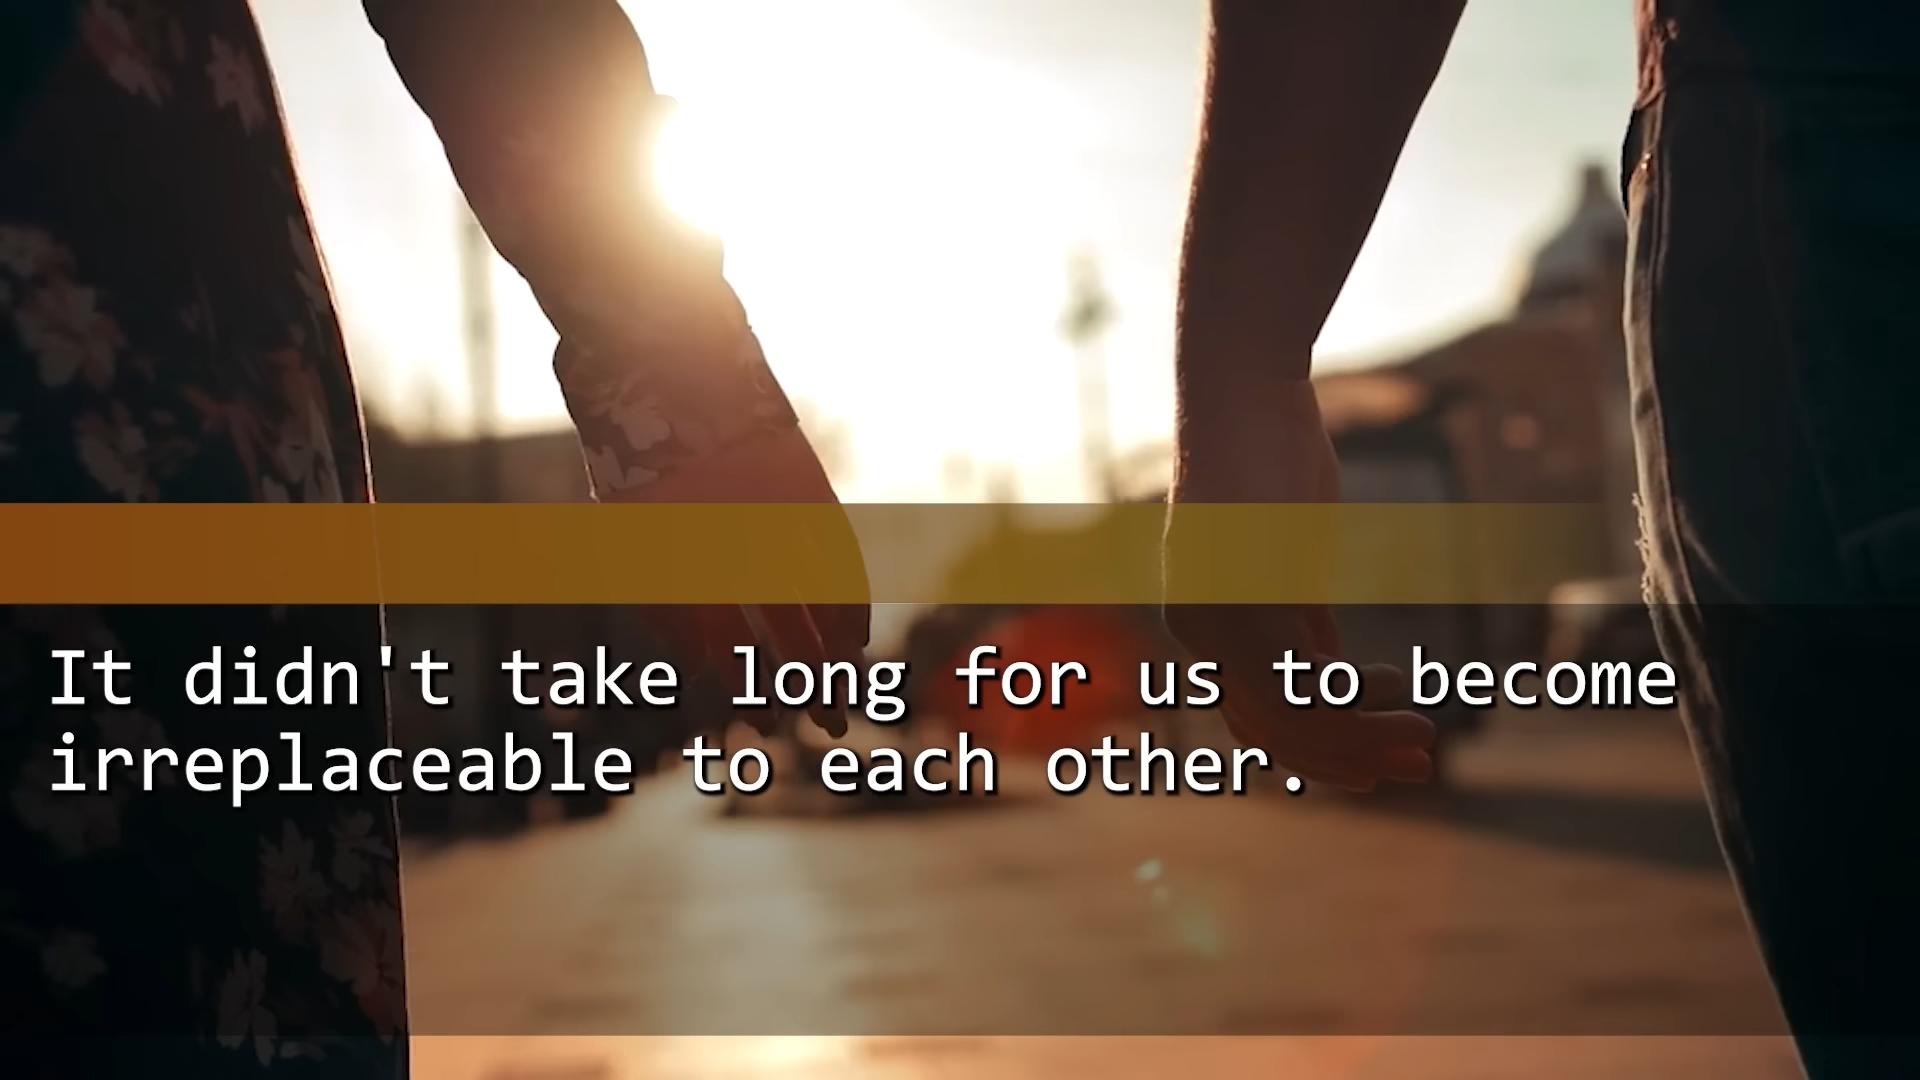 It didn't take long for us to become
irreplaceable to each other.